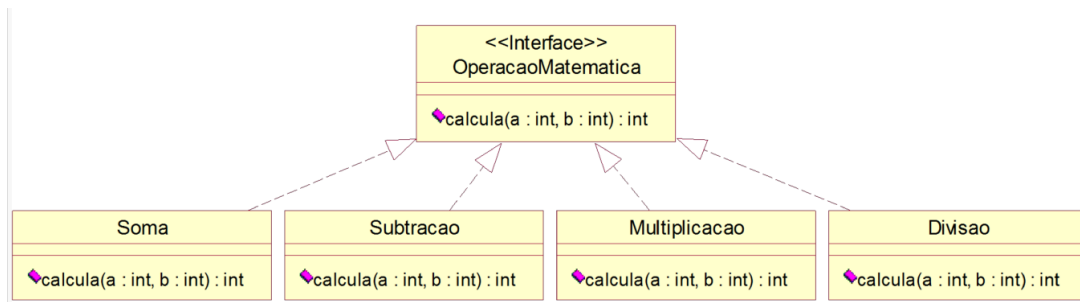 <<Interface>>
OperacaoMatematica
calcula(a : int, b : int) : int
Soma
calcula(a : int, b : int) : int
Subtracao
calcula(a : int, b : int) : int
Multiplicacao
calcula(a : int, b : int) : int
Divisao
calcula(a : int, b : int) : int